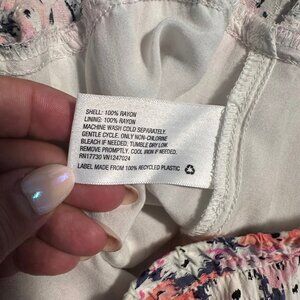 SHELL: 100% RAYON
LINING: 100% RAYON
MACHINE WASH COLD SEPARATELY.
GENTLE CYCLE. ONLY NON-CHLORINE
BLEACH IF NEEDED. TUMBLE DRY LOW.
REMOVE PROMPTLY. COOL IRON IF NEEDED.
RN17730 VN1247024
LABEL MADE FROM 100% RECYCLED PLASTIC